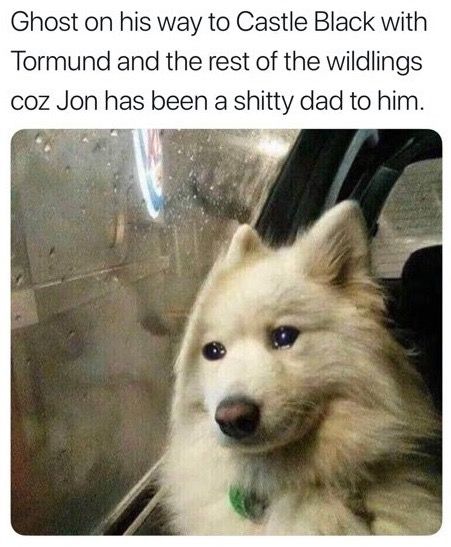 Ghost on his way to Castle Black with
Tormund and the rest of the wildlings
coz Jon has been a shitty dad to him.